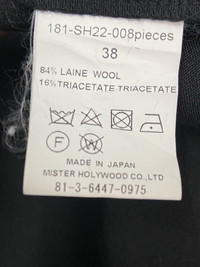 181-SH22-008pieces
38
84% LAINE WOOL
16% TRIACETATE TRIACETATE
F W
MADE IN JAPAN
MISTER HOLYWOOD CO.,LTD
81-3-6447-0975